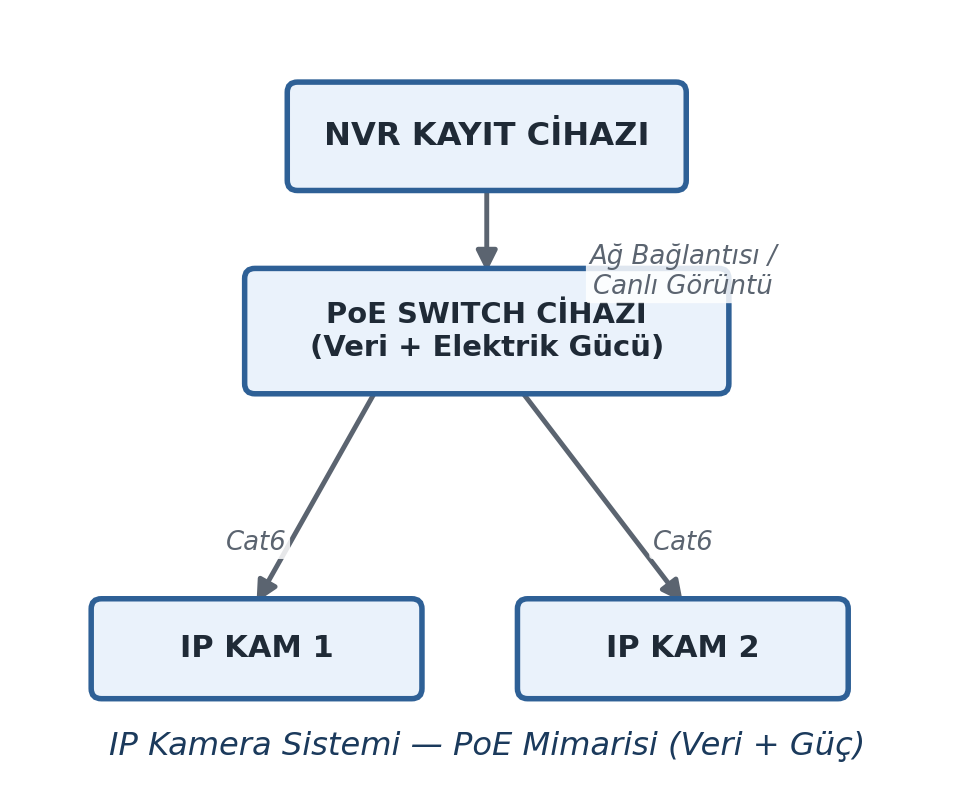 NVR KAYIT CİHAZI
Ağ Bağlantısı /
Canlı Görüntü
PoE SWITCH CİHAZI
(Veri + Elektrik Gücü)
Cat6
Cat6
IP KAM 1
IP KAM 2
IP Kamera Sistemi — PoE Mimarisi (Veri + Güç)